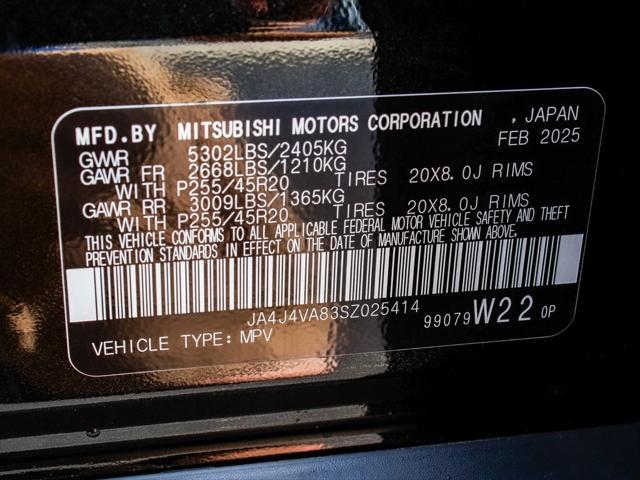 MFD.BY MITSUBISHI MOTORS CORPORATION , JAPAN
FEB 2025
GWR 5302LBS/2405KG
GAWR FR 2668LBS/1210KG
WITH P255/45R20 TIRES 20X8.0J RIMS
GAWR RR 3009LBS/1365KG
WITH P255/45R20 TIRES 20X8.0J RIMS
THIS VEHICLE CONFORMS TO ALL APPLICABLE FEDERAL MOTOR VEHICLE SAFETY AND THEFT
PREVENTION STANDARDS IN EFFECT ON THE DATE OF MANUFACTURE SHOWN ABOVE.
JA4J4VA83SZ025414
99079 W22 0P
VEHICLE TYPE:MPV